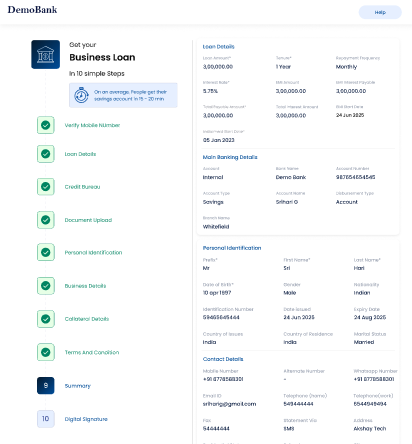 DemoBank
Help
Get your
Business Loan
In 10 simple Steps
On an average, People get their
savings account in 15 - 20 min
Verify Mobile Number
Loan Details
Credit Bureau
Document Upload
Personal Identification
Business Details
Collateral Details
Terms And Condition
9
Summary
10
Digital Signature
Loan Details
Loan Amount* Tenure* Repayment Frequency
3,00,000.00 1 Year Monthly
Interest Rate* EMI Amount EMI Interest Payable
5.75% 3,00,000.00 3,60,000.00
Total Payable Amount* Total Interest Amount EMI Start Date
3,00,000.00 3,00,000.00 24 Jun 2025
Instalment Start Date*
05 Jan 2023
Main Banking Details
Account Bank Name Account Number
Internal Demo Bank 987654654545
Account Type Account Name Disbursement Type
Savings Srihari G Account
Branch Name
Whitefield
Personal Identification
Prefix* First Name* Last Name*
Mr Sri Hari
Date of Birth* Gender Nationality
10 apr 1997 Male Indian
Identification Number Date Issued Expiry Date
59465645444 24 Jun 2025 24 Aug 2025
Country of Issues Country of Residence Marital Status
India India Married
Contact Details
Mobile Number Alternate Number Whatsapp Number
+91 8778588301 - +91 8778588301
Email ID Telephone (home) Telephone(work)
sriharig@gmail.com 549444444 5544949494
Fax Statement Via Address
54444444 SMS Akshay Tech